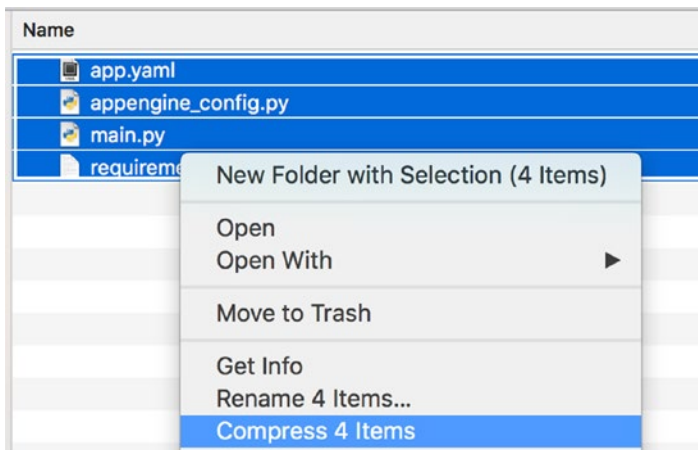 Name
app.yaml
appengine_config.py
main.py
requireme
New Folder with Selection (4 Items)
Open
Open With
Move to Trash
Get Info
Rename 4 Items...
Compress 4 Items